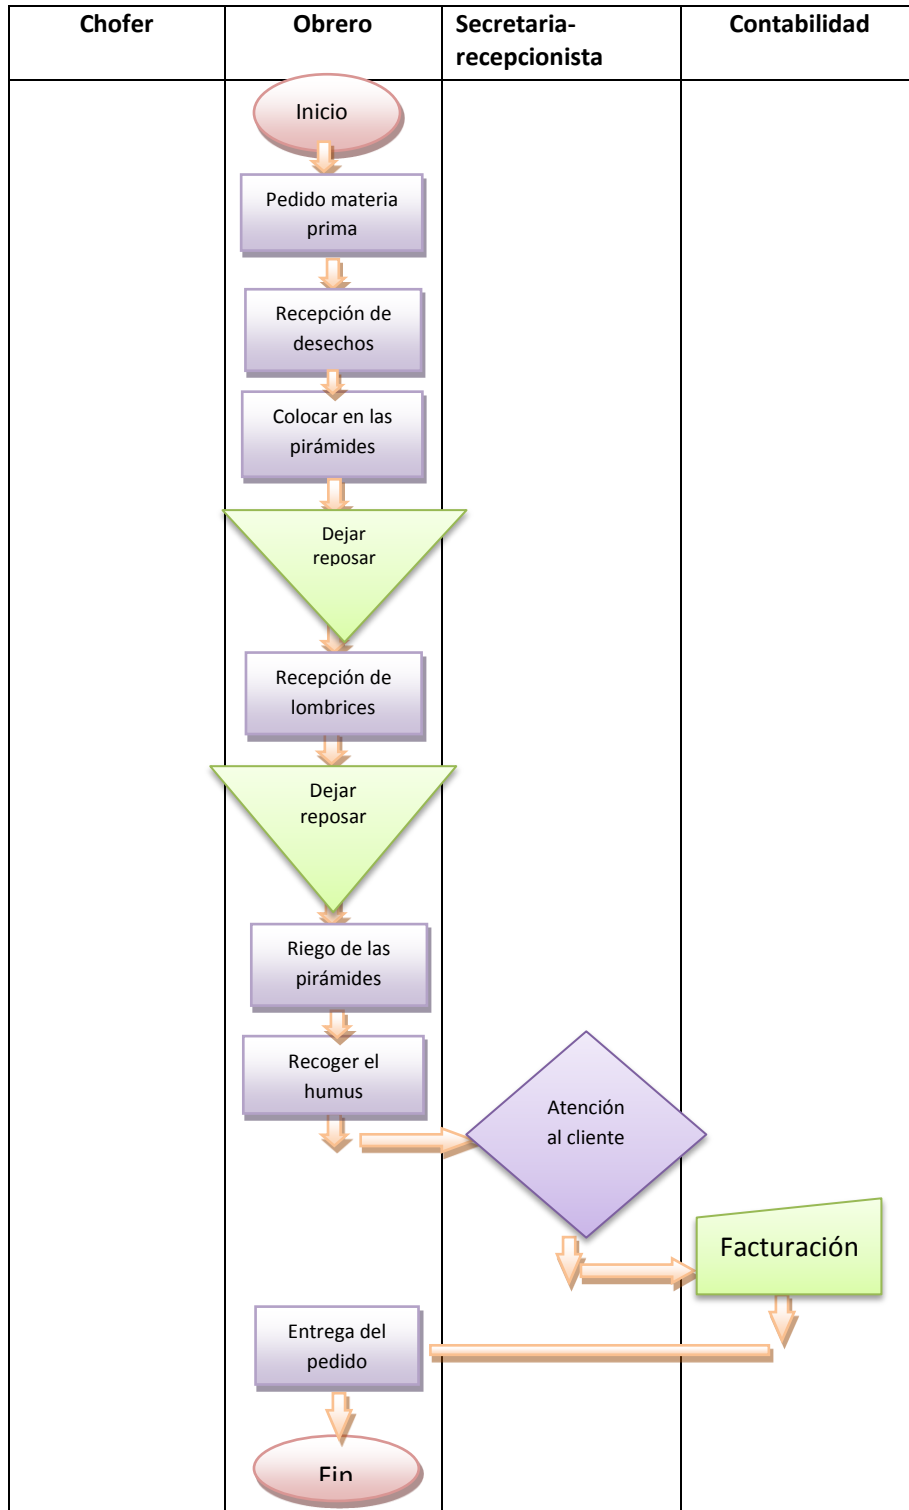 Chofer
Obrero
Secretaria-
recepcionista
Contabilidad
Inicio
Pedido materia
prima
Recepción de
desechos
Colocar en las
pirámides
Dejar
reposar
Recepción de
lombrices
Dejar
reposar
Riego de las
pirámides
Recoger el
humus
Atención
al cliente
Facturación
Entrega del
pedido
Fin